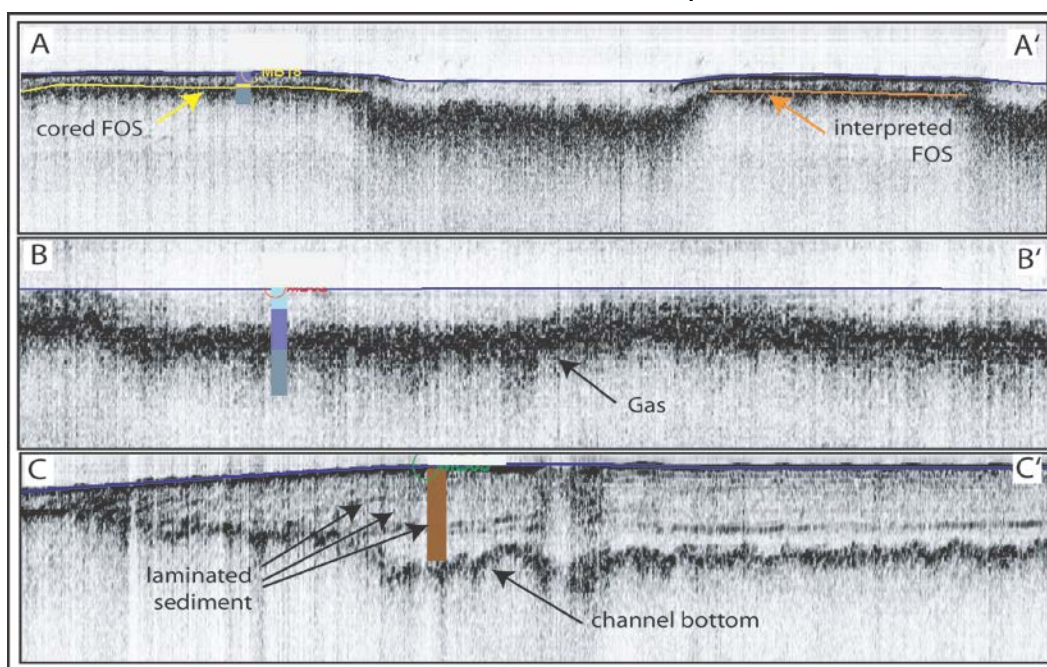 A
A'
cored FOS
interpreted
FOS
B
B'
Gas
C
C'
laminated
sediment
channel bottom